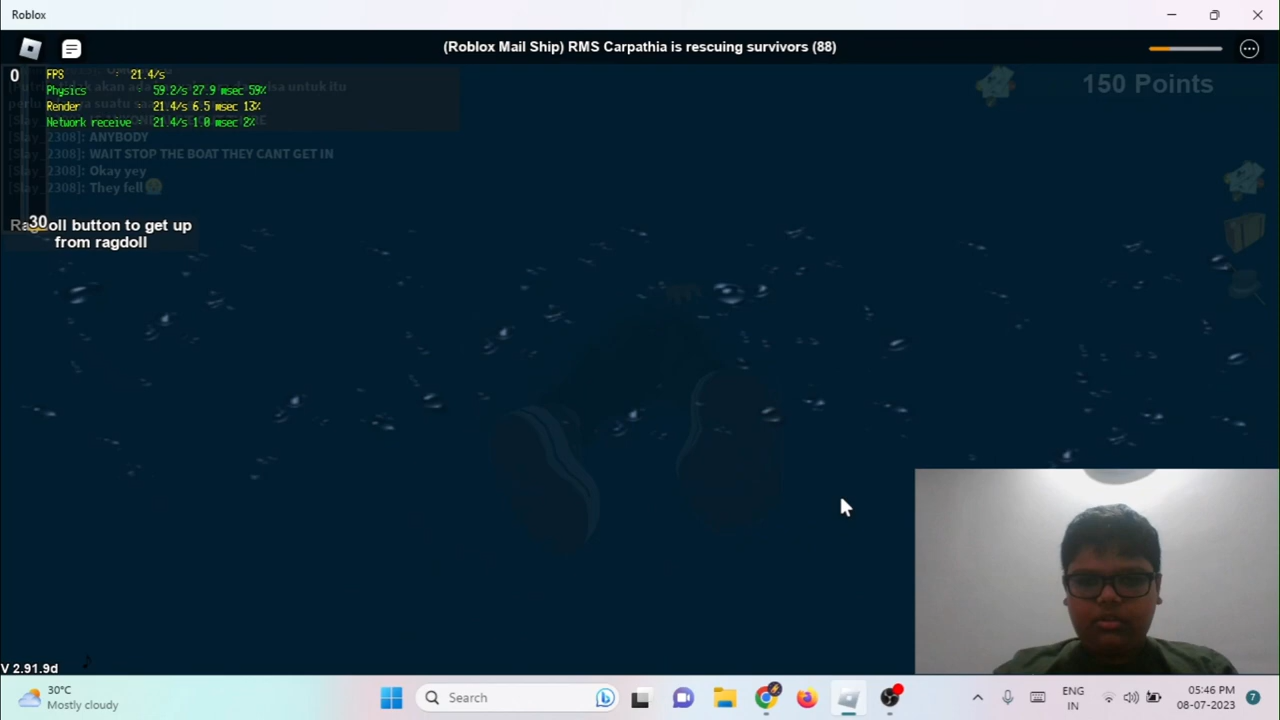 Roblox
(Roblox Mail Ship) RMS Carpathia is rescuing survivors (88)
0
FPS : 21.4/s
Physics : 59.2/s 27.9 msec 59%
Render : 21.4/s 6.5 msec 13%
Network receive : 21.4/s 1.0 msec 2%
150 Points
[Slay_2308]: ANYBODY
[Slay_2308]: WAIT STOP THE BOAT THEY CANT GET IN
[Slay_2308]: Okay yey
[Slay_2308]: They fell
30
Ragdoll button to get up
from ragdoll
V 2.91.9d
30°C
Mostly cloudy
Search
ENG
IN
05:46 PM
08-07-2023
7